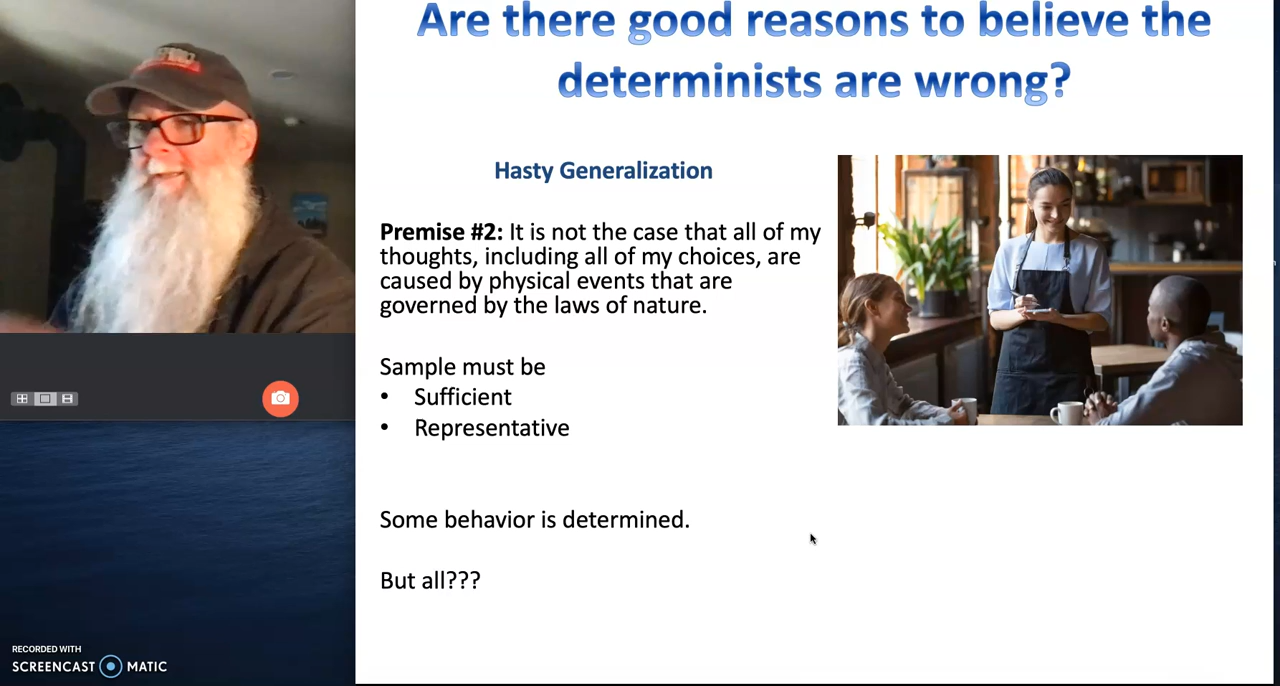 Are there good reasons to believe the
determinists are wrong?
Hasty Generalization
Premise #2: It is not the case that all of my
thoughts, including all of my choices, are
caused by physical events that are
governed by the laws of nature.
Sample must be
• Sufficient
• Representative
Some behavior is determined.
But all???
RECORDED WITH
SCREENCAST MATIC